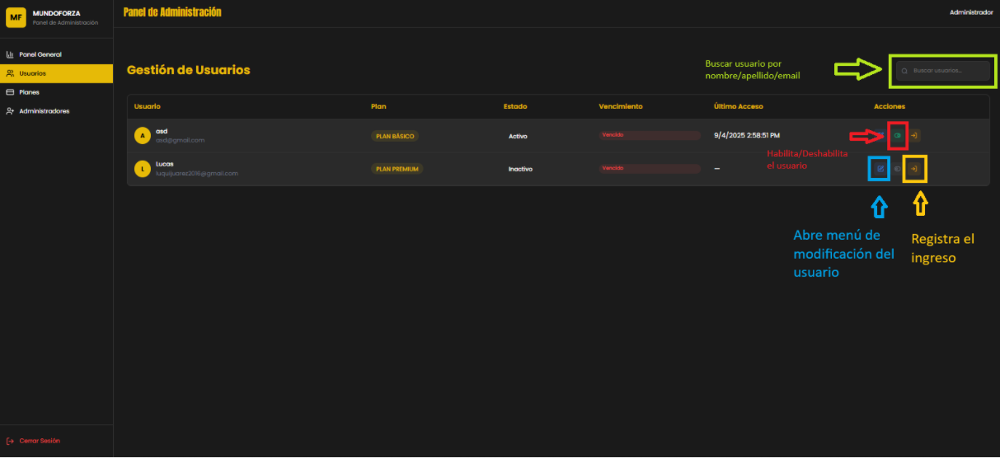 MF
MUNDOFORZA
Panel de Administración
Panel de Administración
Administrador
Panel General
Usuarios
Planes
Administradores
Gestión de Usuarios
Buscar usuario por
nombre/apellido/email
Buscar usuarios...
Usuario Plan Estado Vencimiento Último Acceso Acciones
A
asd
asd@gmail.com
PLAN BÁSICO
Activo
Vencido
9/4/2025 2:58:51 PM
Habilita/Deshabilita
el usuario
L
Lucas
luquijuarez2016@gmail.com
PLAN PREMIUM
Inactivo
Vencido
—
Abre menú de
modificación del
usuario
Registra el
ingreso
Cerrar Sesión